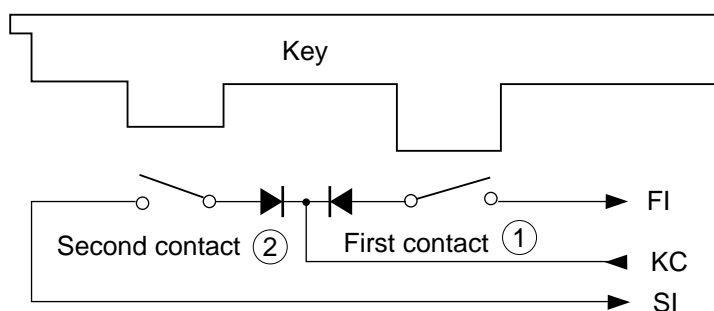 Key
FI
Second contact ②
First contact ①
KC
SI